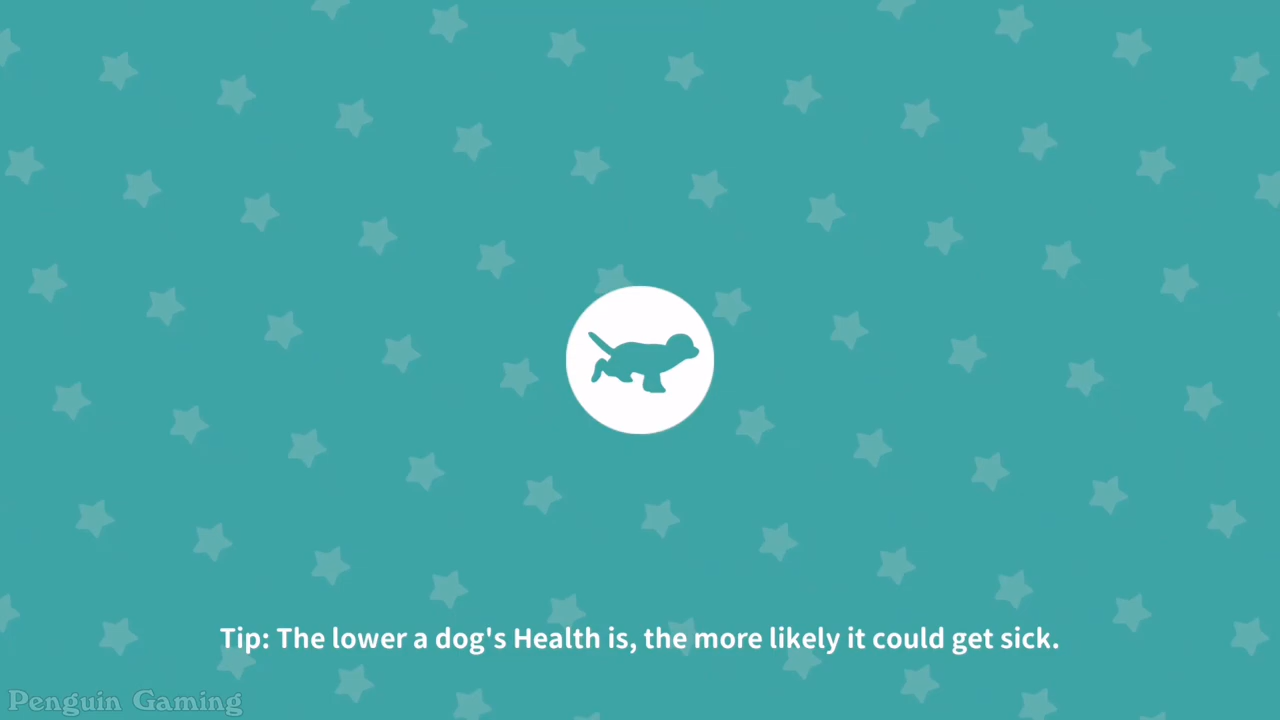 Tip: The lower a dog's Health is, the more likely it could get sick.
Penguin Gaming